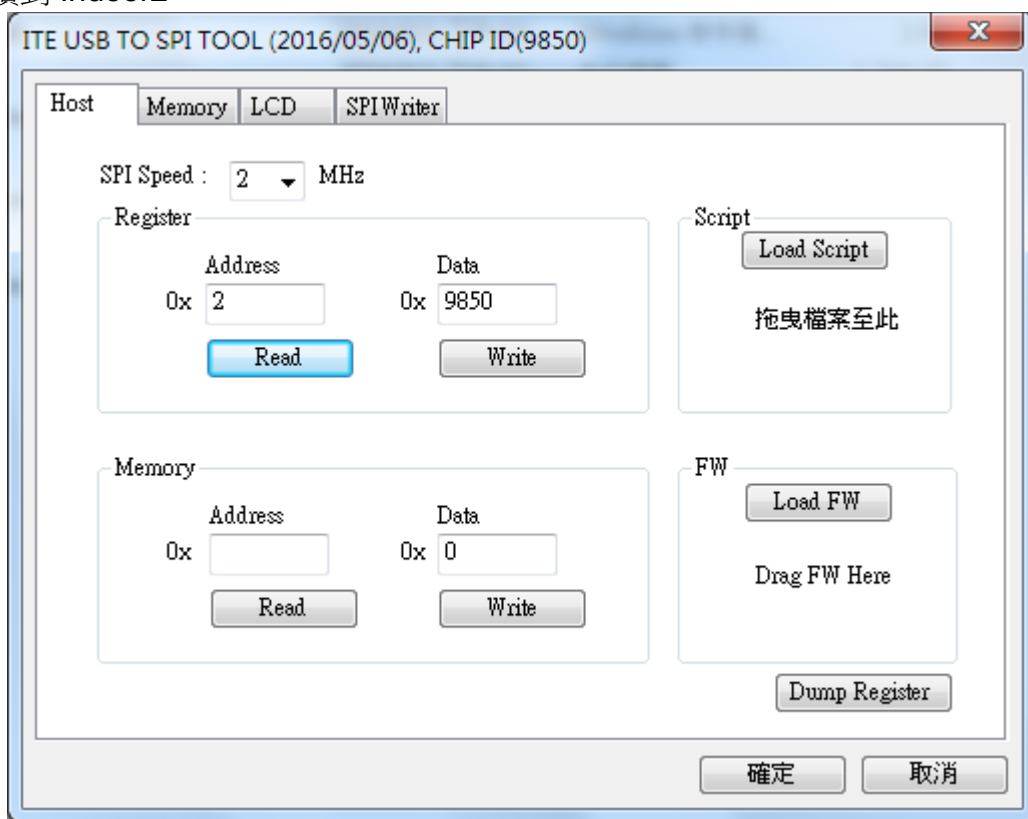 ITE USB TO SPI TOOL (2016/05/06), CHIP ID(9850)
Host Memory LCD SPI Writer
SPI Speed : 2 MHz
Register
Address Data
0x 2 0x 9850
Read Write
Script
Load Script
拖曳檔案至此
Memory
Address Data
0x 0x 0
Read Write
FW
Load FW
Drag FW Here
Dump Register
確定 取消